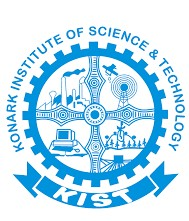 KONARK INSTITUTE OF SCIENCE & TECHNOLOGY
KIST